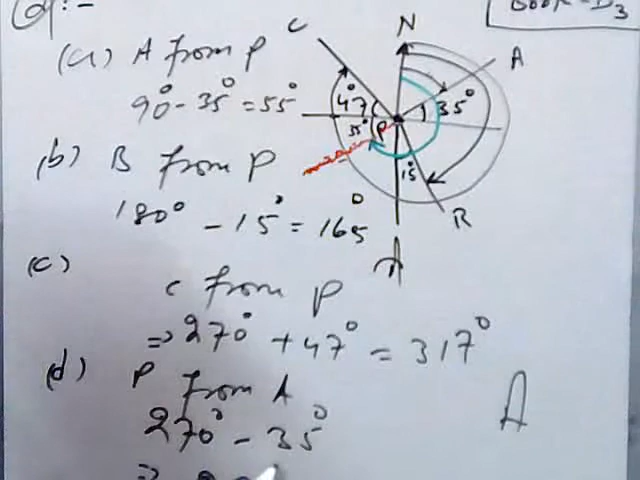 Q:-
BOOK-D3
(a) A from P
90° - 35° = 55°
(b) B from P
180° - 15° = 165°
(c)
C from P
⇒ 270° + 47° = 317°
(d) P from A
270° - 35°
⇒
N
C
A
47°
35°
35°
P
15°
R
A
A